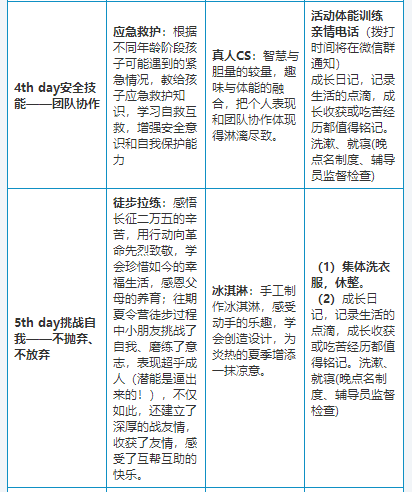 4th day安全技
能——团队协作
应急救护：根据
不同年龄阶段孩
子可能遇到的紧
急情况，教给孩
子应急救护知
识，学习自救互
救，增强安全意
识和自我保护能
力
真人CS：智慧与
胆量的较量，趣
味与体能的融
合，把个人表现
和团队协作体现
得淋漓尽致。
活动体能训练
亲情电话（拨打
时间将在微信群
通知）
成长日记，记录
生活的点滴，成
长收获或吃苦经
历都值得铭记。
洗漱、就寝(晚
点名制度、辅导
员监督检查)
5th day挑战自
我——不抛弃、
不放弃
徒步拉练：感悟
长征二万五的辛
苦，用行动向革
命先烈致敬，学
会珍惜如今的幸
福生活，感恩父
母的养育；往期
夏令营徒步过程
中小朋友挑战了
自我、磨练了意
志，表现超乎成
人（潜能是逼出
来的！），不仅
如此，还建立了
深厚的战友情，
收获了友情，感
受了互帮互助的
快乐。
冰淇淋：手工制
作冰淇淋，感受
动手的乐趣，学
会创造设计，为
炎热的夏季增添
一抹凉意。
（1）集体洗衣
服，休整。
（2）成长日
记，记录生活的
点滴，成长收获
或吃苦经历都值
得铭记。洗漱、
就寝(晚点名制
度、辅导员监督
检查)